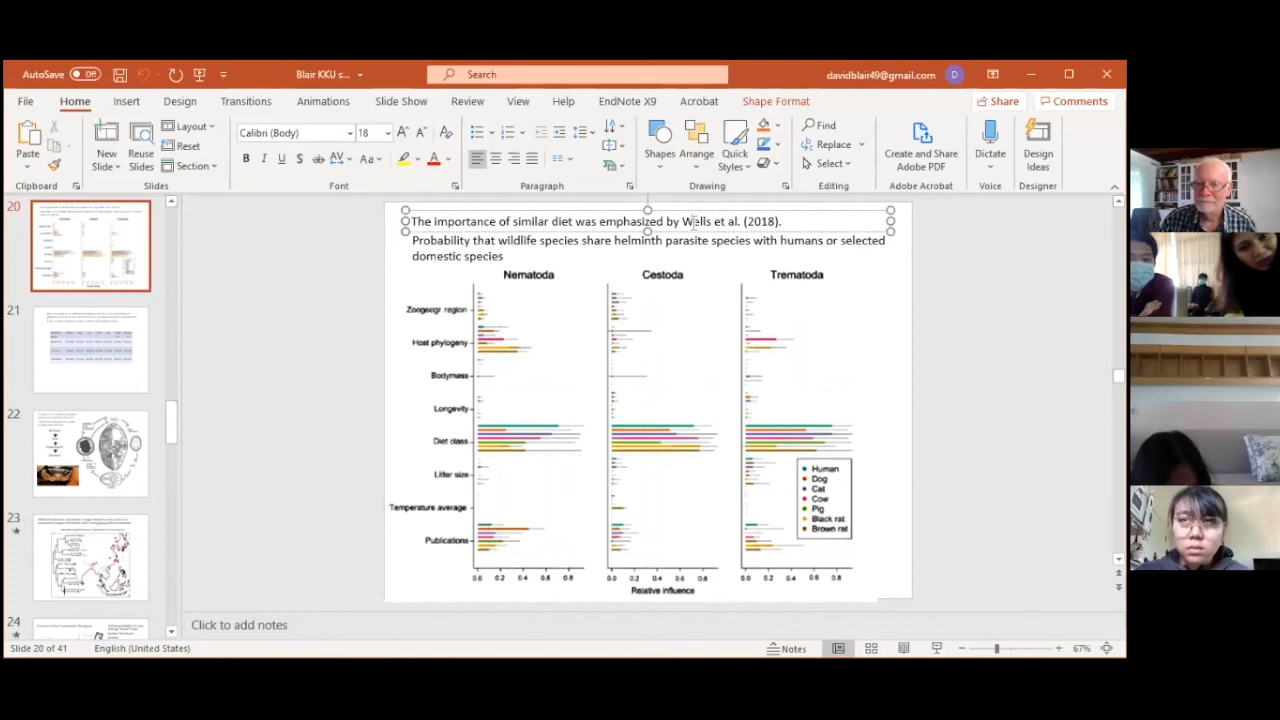 AutoSave Off
Blair KKU s...
Search
davidblair49@gmail.com D
File Home Insert Design Transitions Animations Slide Show Review View Help EndNote X9 Acrobat Shape Format
Share Comments
Paste
New Slide
Reuse Slides
Layout
Reset
Section
Calibri (Body) 18
Shapes Arrange Quick Styles
Find
Replace
Select
Create and Share Adobe PDF
Dictate
Design Ideas
Clipboard Slides Font Paragraph Drawing Editing Adobe Acrobat Voice Designer
20
21
22
23
24
The importance of similar diet was emphasized by Wells et al. (2018).
Probability that wildlife species share helminth parasite species with humans or selected
domestic species
Nematoda Cestoda Trematoda
Zoogeogr region
Host phylogeny
Bodymass
Longevity
Diet class
Litter size
Temperature average
Publications
Human
Dog
Cat
Cow
Pig
Black rat
Brown rat
0.0 0.2 0.4 0.6 0.8 0.0 0.2 0.4 0.6 0.8 0.0 0.2 0.4 0.6 0.8
Relative influence
Click to add notes
Slide 20 of 41 English (United States) Notes 67%